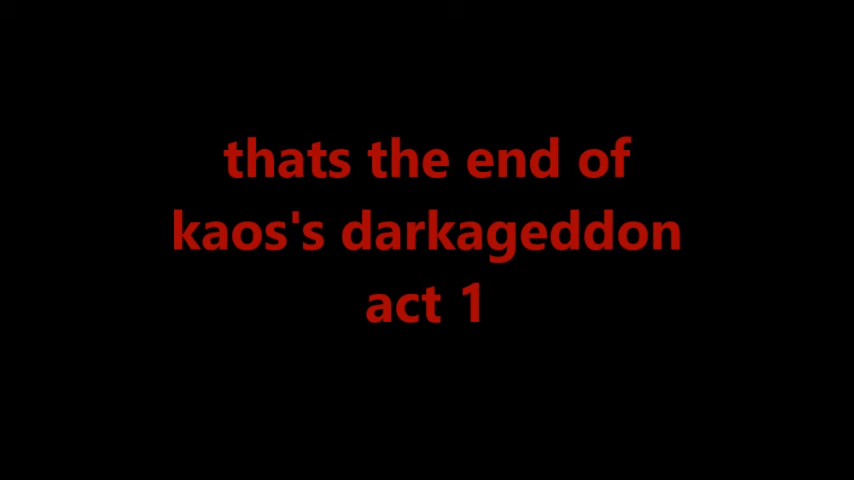 thats the end of
kaos's darkageddon
act 1